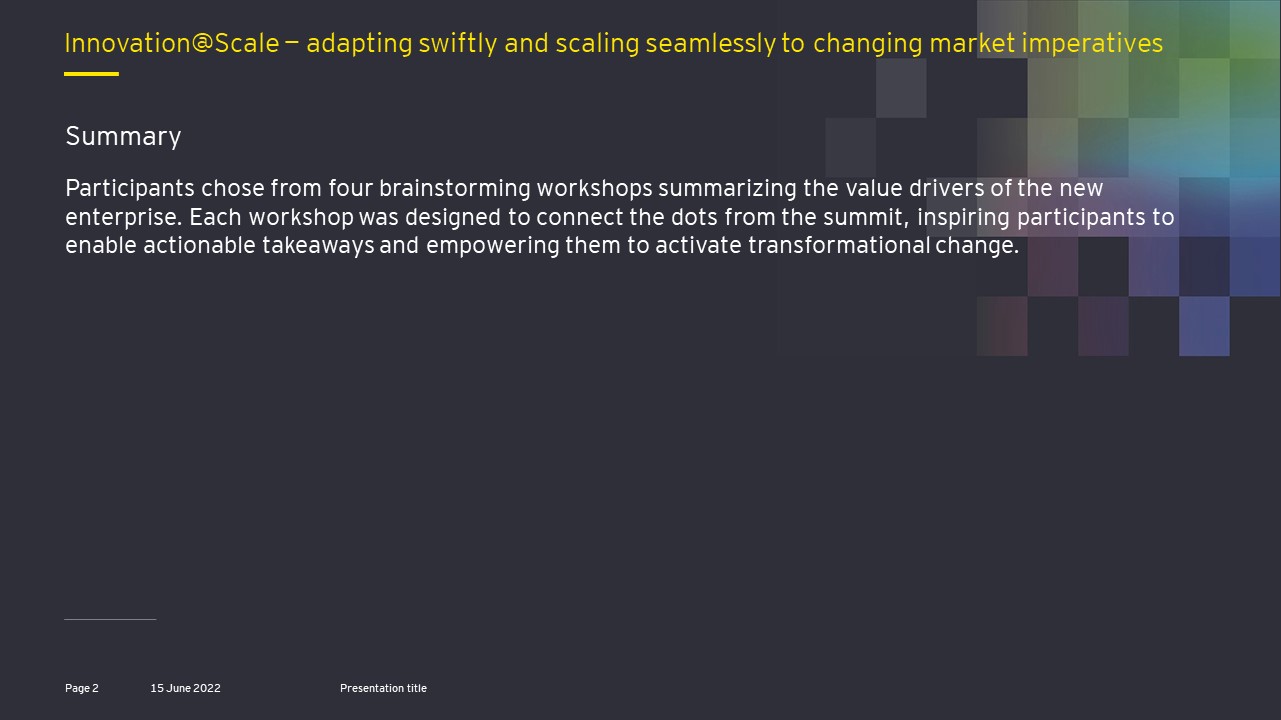 Innovation@Scale – adapting swiftly and scaling seamlessly to changing market imperatives
Summary
Participants chose from four brainstorming workshops summarizing the value drivers of the new
enterprise. Each workshop was designed to connect the dots from the summit, inspiring participants to
enable actionable takeaways and empowering them to activate transformational change.
Page 2 15 June 2022 Presentation title